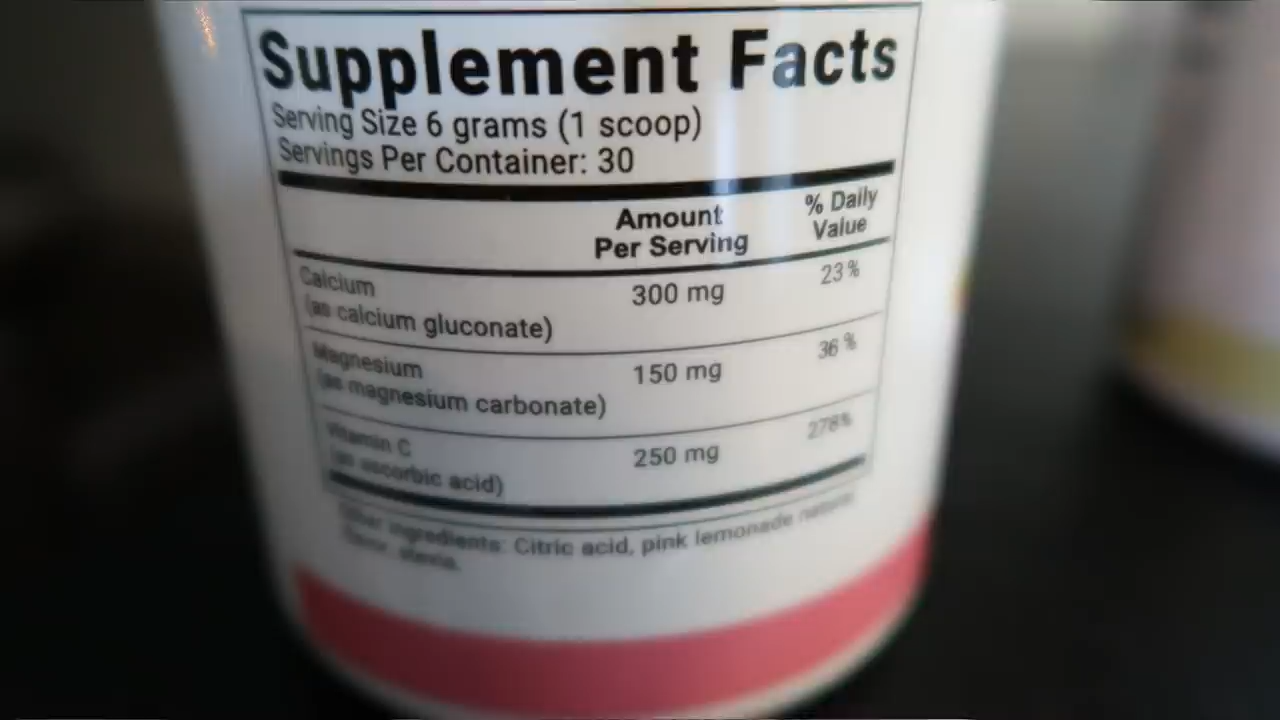 Supplement Facts
Serving Size 6 grams (1 scoop)
Servings Per Container: 30
Amount Per Serving
% Daily Value
Calcium (as calcium gluconate) 300 mg 23%
Magnesium (as magnesium carbonate) 150 mg 36 %
Vitamin C (as ascorbic acid) 250 mg 278%
Other ingredients: Citric acid, pink lemonade natural
flavor, stevia.